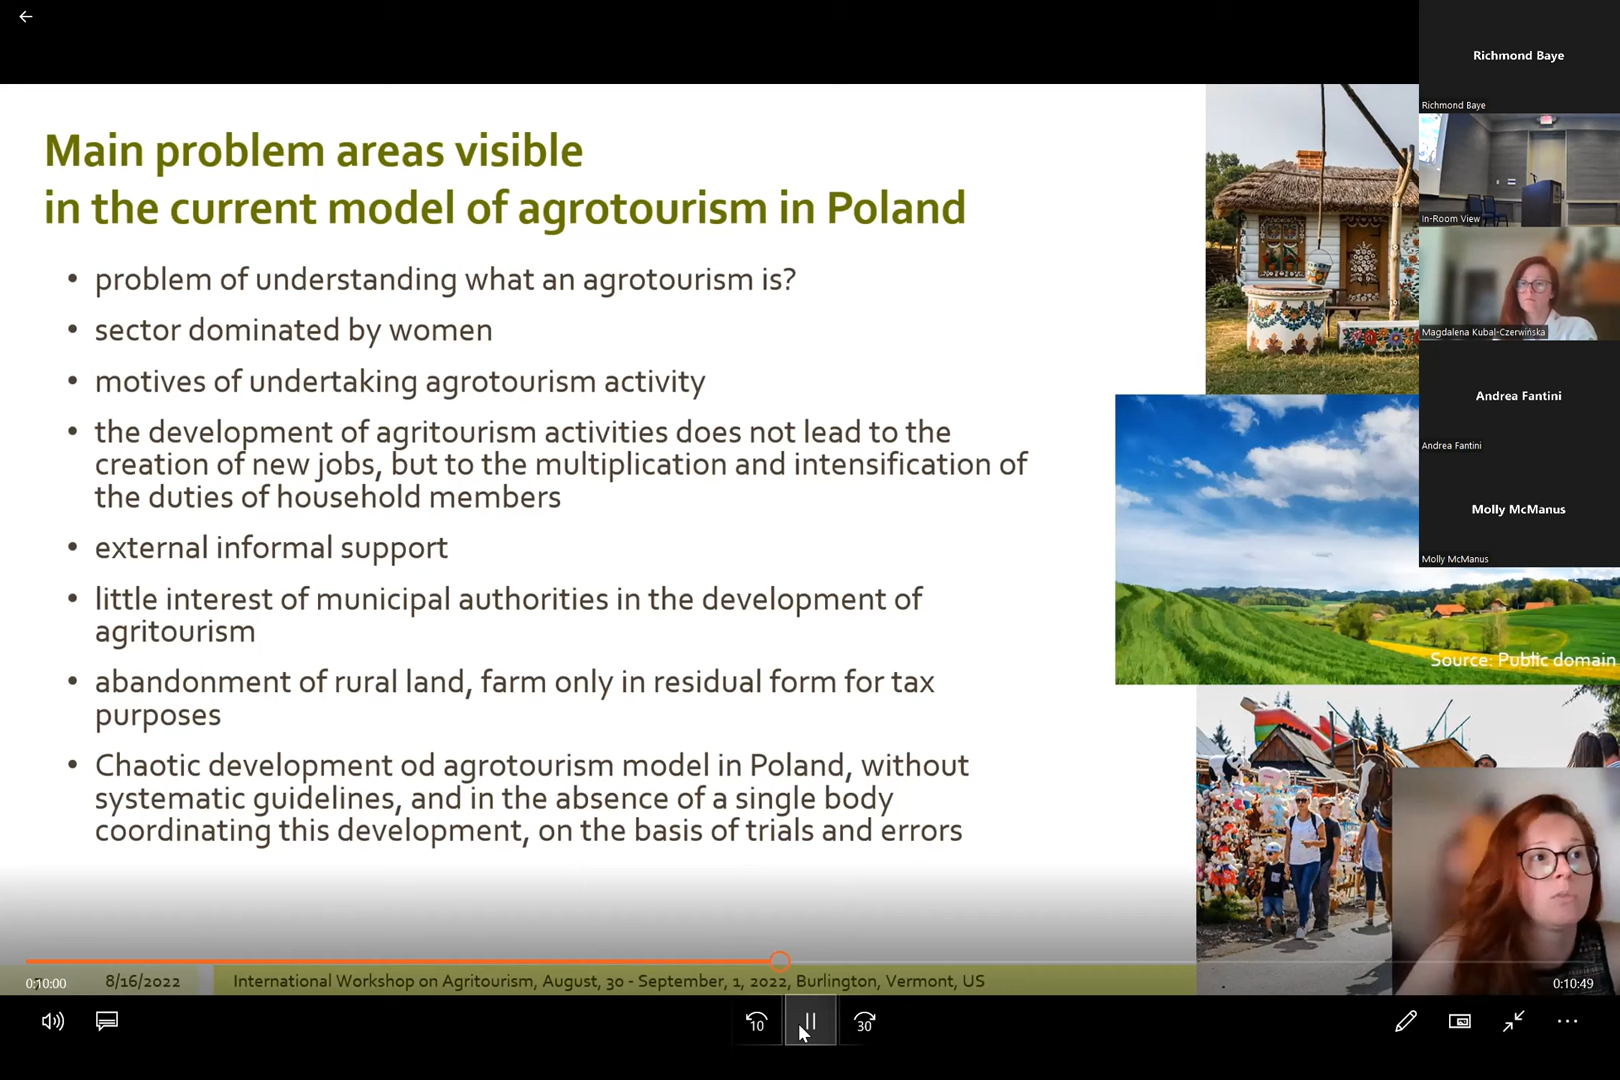 Main problem areas visible
in the current model of agrotourism in Poland
• problem of understanding what an agrotourism is?
• sector dominated by women
• motives of undertaking agrotourism activity
• the development of agritourism activities does not lead to the
creation of new jobs, but to the multiplication and intensification of
the duties of household members
• external informal support
• little interest of municipal authorities in the development of
agritourism
• abandonment of rural land, farm only in residual form for tax
purposes
• Chaotic development od agrotourism model in Poland, without
systematic guidelines, and in the absence of a single body
coordinating this development, on the basis of trials and errors
Source: Public domain
Richmond Baye
Richmond Baye
In-Room View
Magdalena Kubal-Czerwińska
Andrea Fantini
Andrea Fantini
Molly McManus
Molly McManus
0:10:00
8/16/2022
International Workshop on Agritourism, August, 30 - September, 1, 2022, Burlington, Vermont, US
0:10:49
10
30